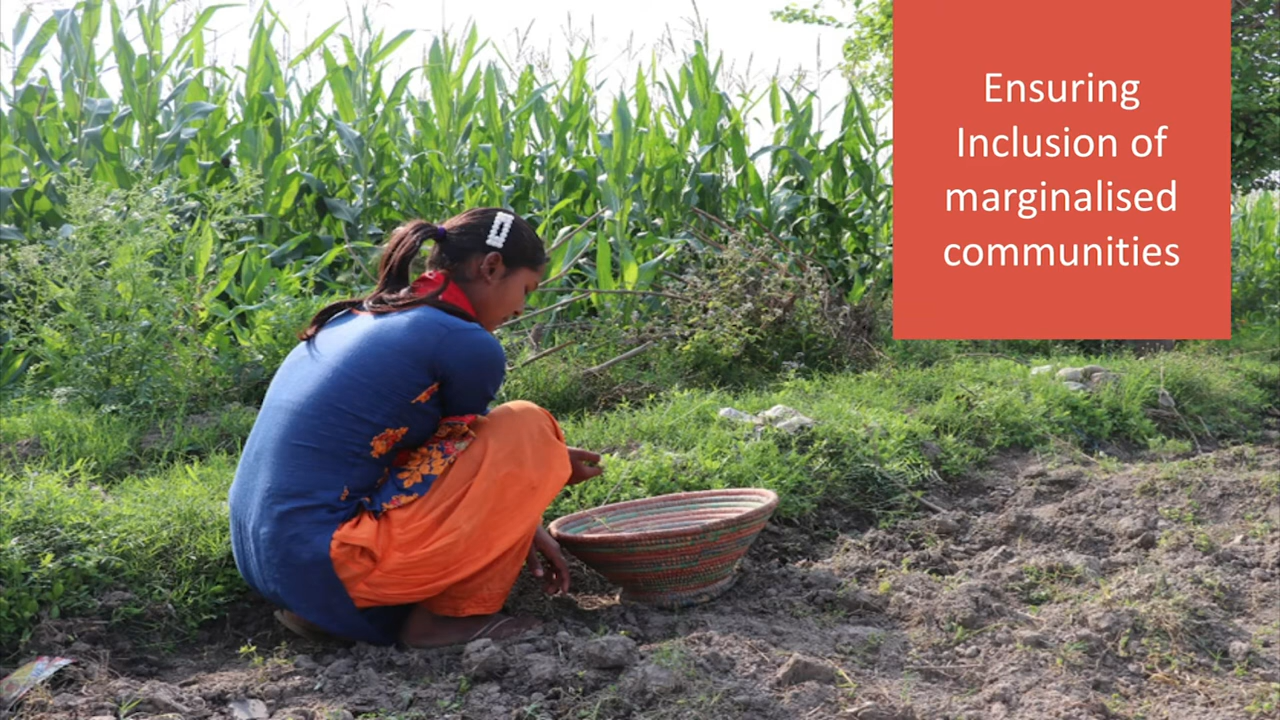 Ensuring
Inclusion of
marginalised
communities